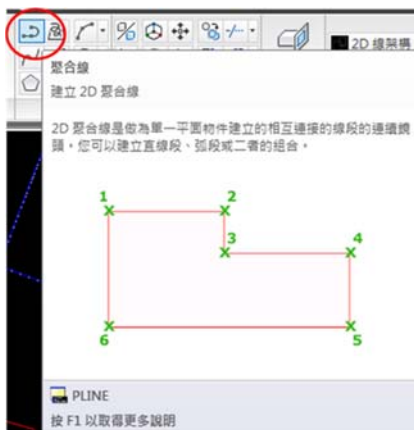 2D 線架構
聚合線
建立 2D 聚合線
2D 聚合線是做為單一平面物件建立的相互連接的線段的連續鏡
頭。您可以建立直線段、弧段或二者的組合。
1 2
3 4
6 5
PLINE
按 F1 以取得更多說明